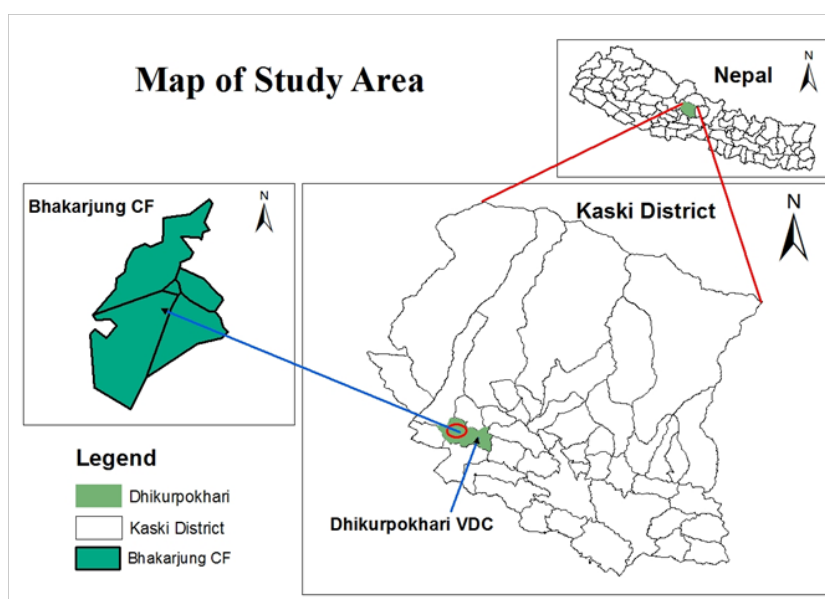 Map of Study Area
Nepal
N
Bhakarjung CF
N
Kaski District
N
Legend
Dhikurpokhari
Kaski District
Bhakarjung CF
Dhikurpokhari VDC